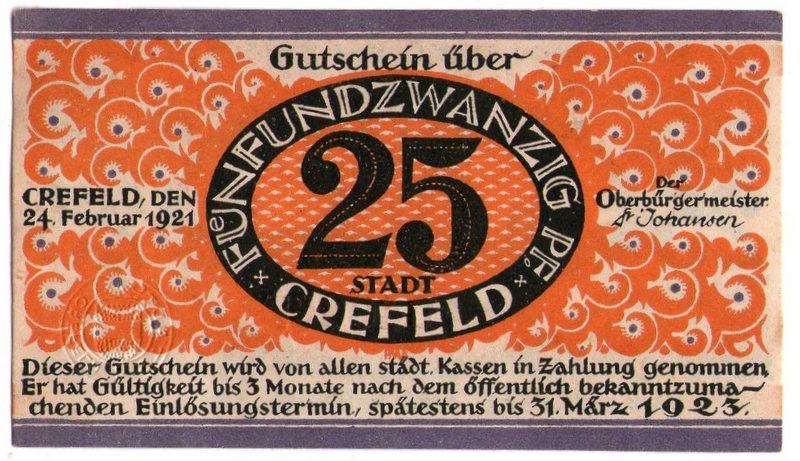 Gutschein über
FÜNFUNDZWANZIG PF.
25
STADT
CREFELD
CREFELD, DEN
24. Februar 1921
Der
Oberbürgermeister
Dr Johansen
Dieser Gutschein wird von allen städt. Kassen in Zahlung genommen,
Er hat Gültigkeit bis 3 Monate nach dem öffentlich bekanntzuma-
chenden Einlösungstermin, spätestens bis 31. März 1923.